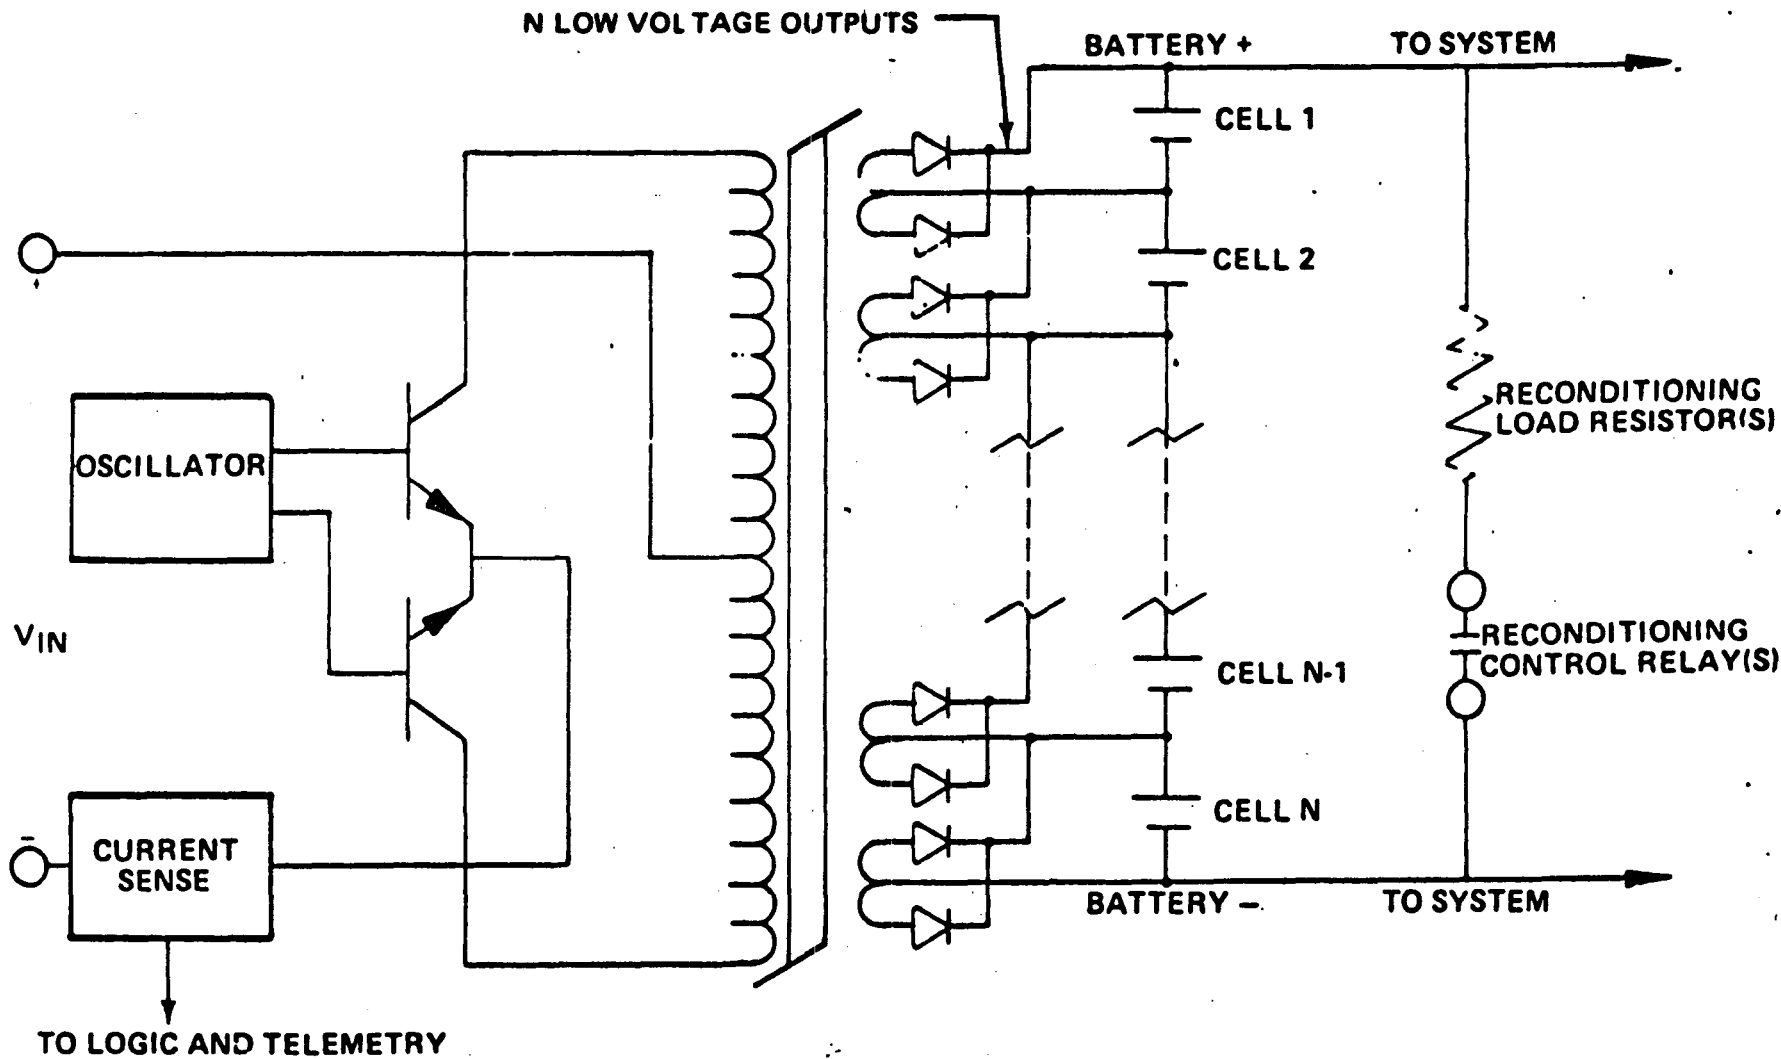 N LOW VOLTAGE OUTPUTS
BATTERY +
TO SYSTEM
CELL 1
CELL 2
+
OSCILLATOR
RECONDITIONING
LOAD RESISTOR(S)
VIN
RECONDITIONING
CONTROL RELAY(S)
CELL N-1
CELL N
-
CURRENT
SENSE
BATTERY -
TO SYSTEM
TO LOGIC AND TELEMETRY